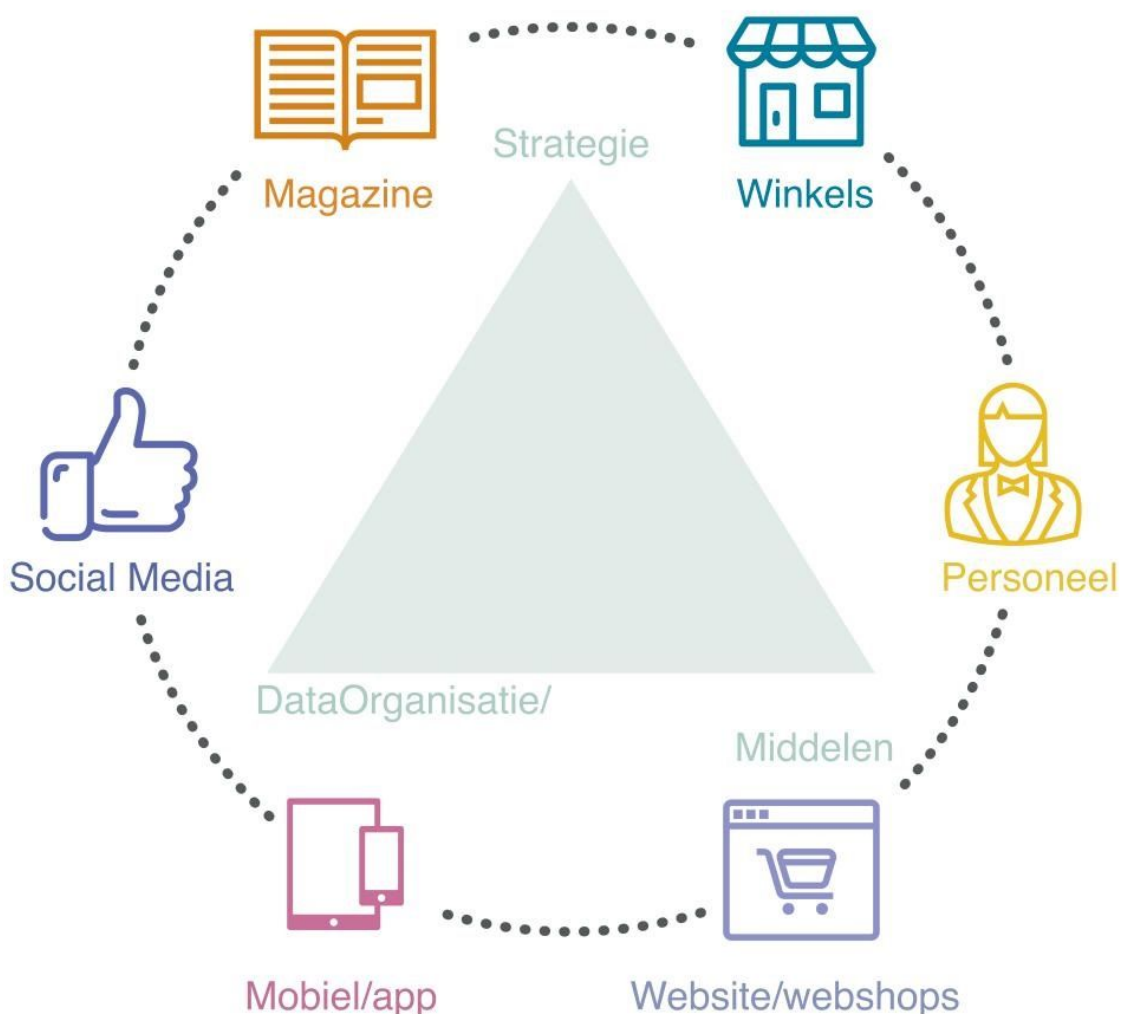 Strategie
Magazine
Winkels
Social Media
Personeel
DataOrganisatie/
Middelen
Mobiel/app
Website/webshops